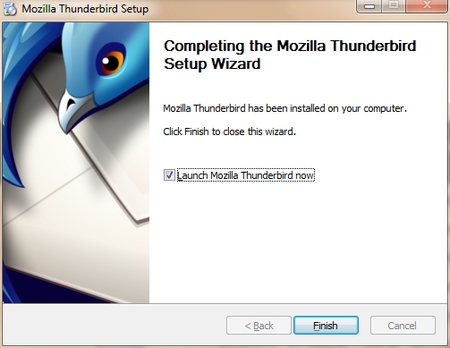 Mozilla Thunderbird Setup
Completing the Mozilla Thunderbird
Setup Wizard
Mozilla Thunderbird has been installed on your computer.
Click Finish to close this wizard.
Launch Mozilla Thunderbird now
< Back
Finish
Cancel